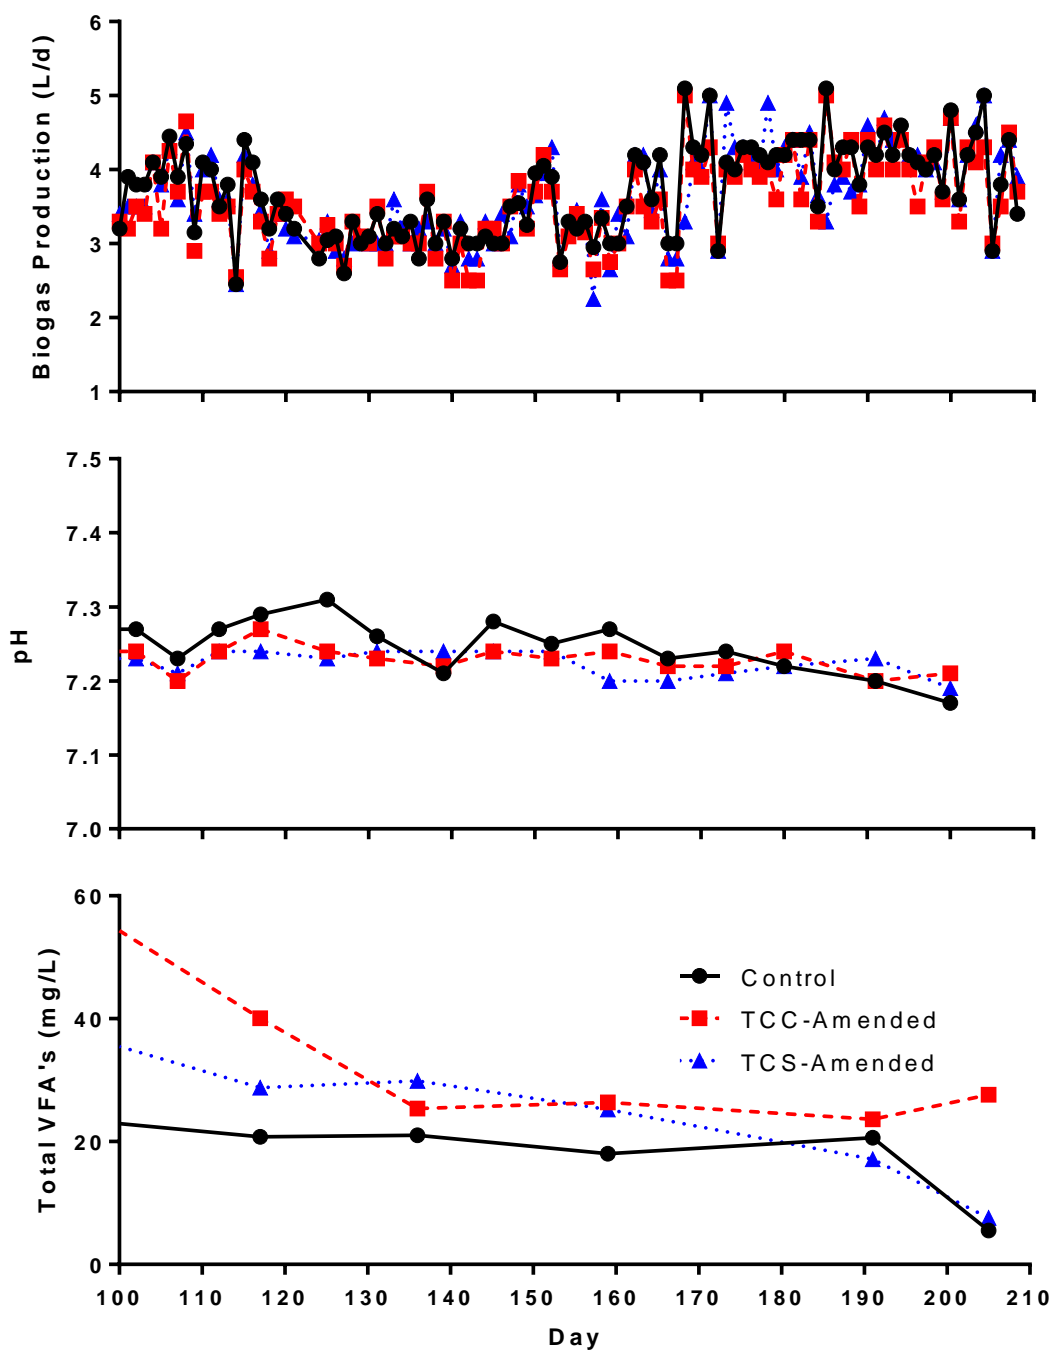 Biogas Production (L/d)
6
5
4
3
2
1
pH
7.5
7.4
7.3
7.2
7.1
7.0
Total VFA's (mg/L)
60
40
20
0
Control
TCC-Amended
TCS-Amended
100 110 120 130 140 150 160 170 180 190 200 210
Day